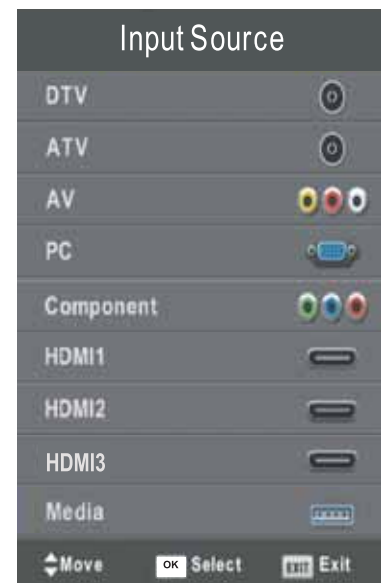 Input Source
DTV
ATV
AV
PC
Component
HDMI1
HDMI2
HDMI3
Media
Move OK Select EXIT Exit